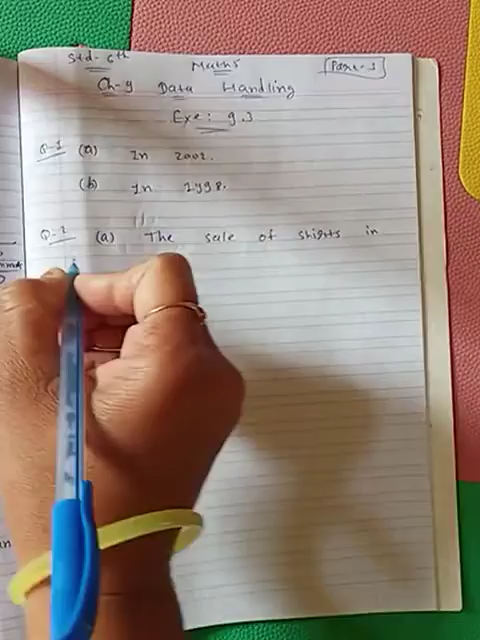 Std- 6th
Maths
Page-1
Ch-9 Data Handling
Exe: 9.3
Q-1 (a) In 2002.
(b) In 1998.
Q-2 (a) The sale of shirts in